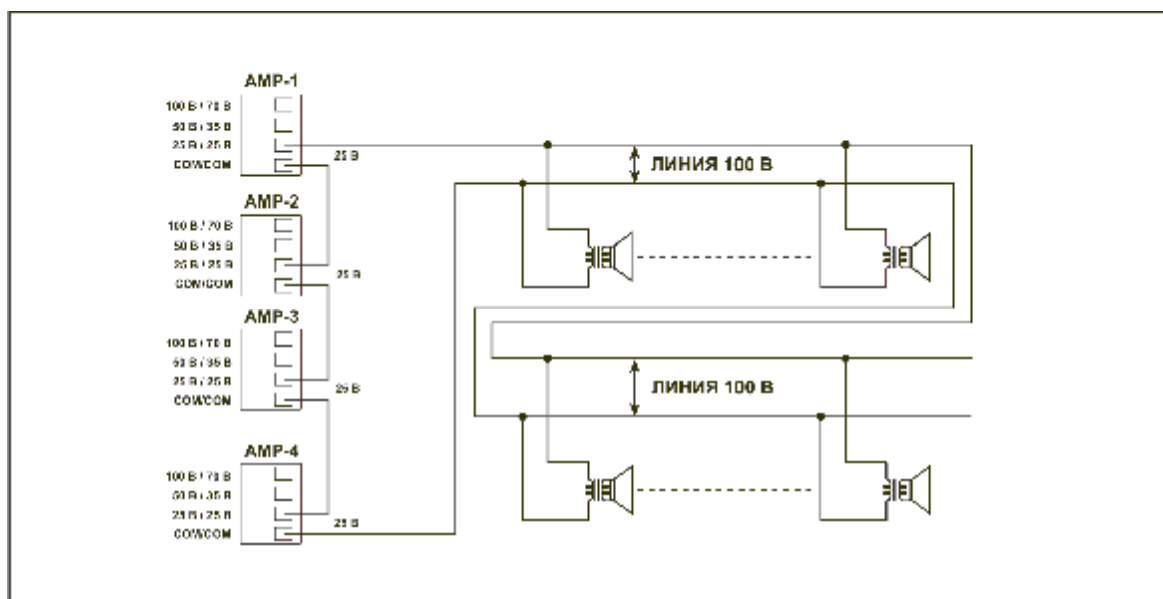 AMP-1
100 В / 70 В
50 В / 35 В
25 В / 25 В
COM/COM
25 В
ЛИНИЯ 100 В
AMP-2
100 В / 70 В
50 В / 35 В
25 В / 25 В
COM/COM
25 В
AMP-3
100 В / 70 В
50 В / 35 В
25 В / 25 В
COM/COM
25 В
ЛИНИЯ 100 В
AMP-4
100 В / 70 В
50 В / 35 В
25 В / 25 В
COM/COM
25 В